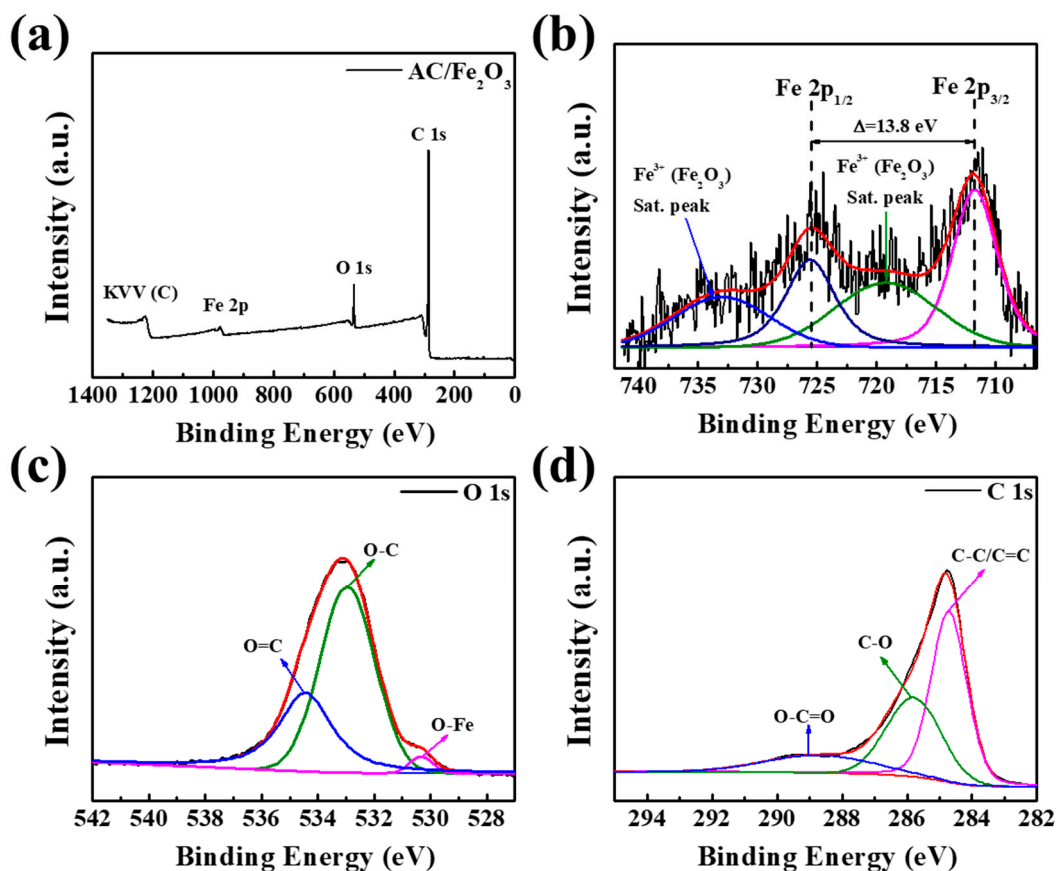 (a)
AC/Fe₂O₃
C 1s
O 1s
KVV (C)
Fe 2p
1400 1200 1000 800 600 400 200 0
Binding Energy (eV)
Intensity (a.u.)
(b)
Fe 2p₁/₂
Fe 2p₃/₂
Δ=13.8 eV
Fe³⁺ (Fe₂O₃)
Sat. peak
Fe³⁺ (Fe₂O₃)
Sat. peak
740 735 730 725 720 715 710
Binding Energy (eV)
Intensity (a.u.)
(c)
O 1s
O-C
O=C
O-Fe
542 540 538 536 534 532 530 528
Binding Energy (eV)
Intensity (a.u.)
(d)
C 1s
C-C/C=C
C-O
O-C=O
294 292 290 288 286 284 282
Binding Energy (eV)
Intensity (a.u.)